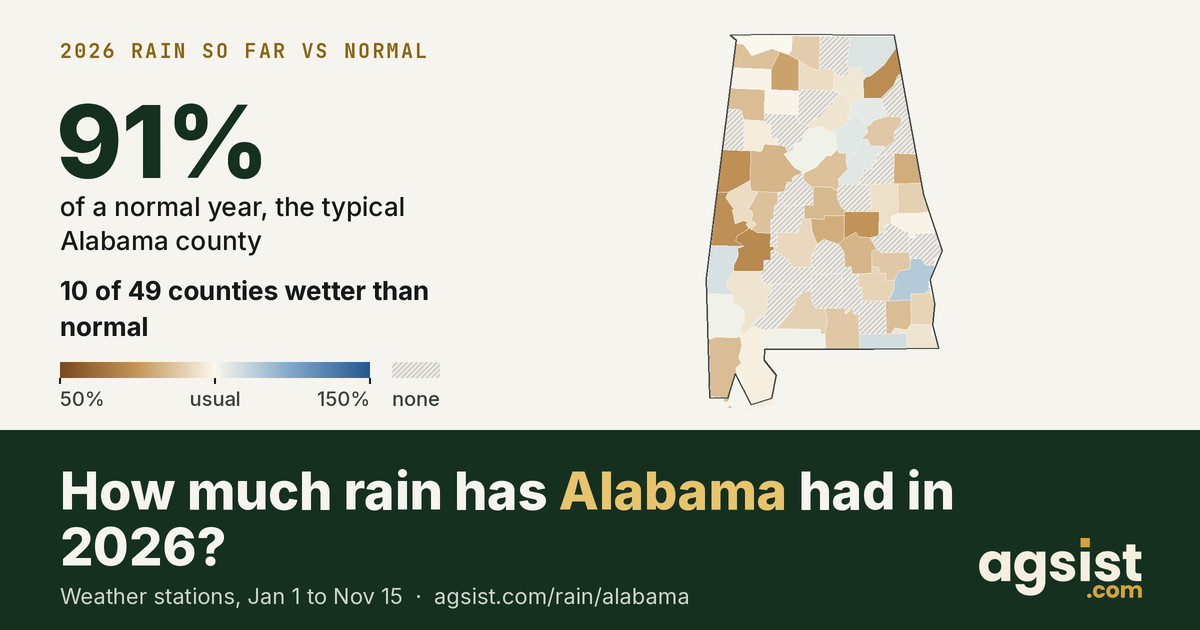 2026 RAIN SO FAR VS NORMAL
91%
of a normal year, the typical
Alabama county
10 of 49 counties wetter than
normal
50% usual 150% none
How much rain has Alabama had in
2026?
Weather stations, Jan 1 to Nov 15 · agsist.com/rain/alabama
agsist
.com